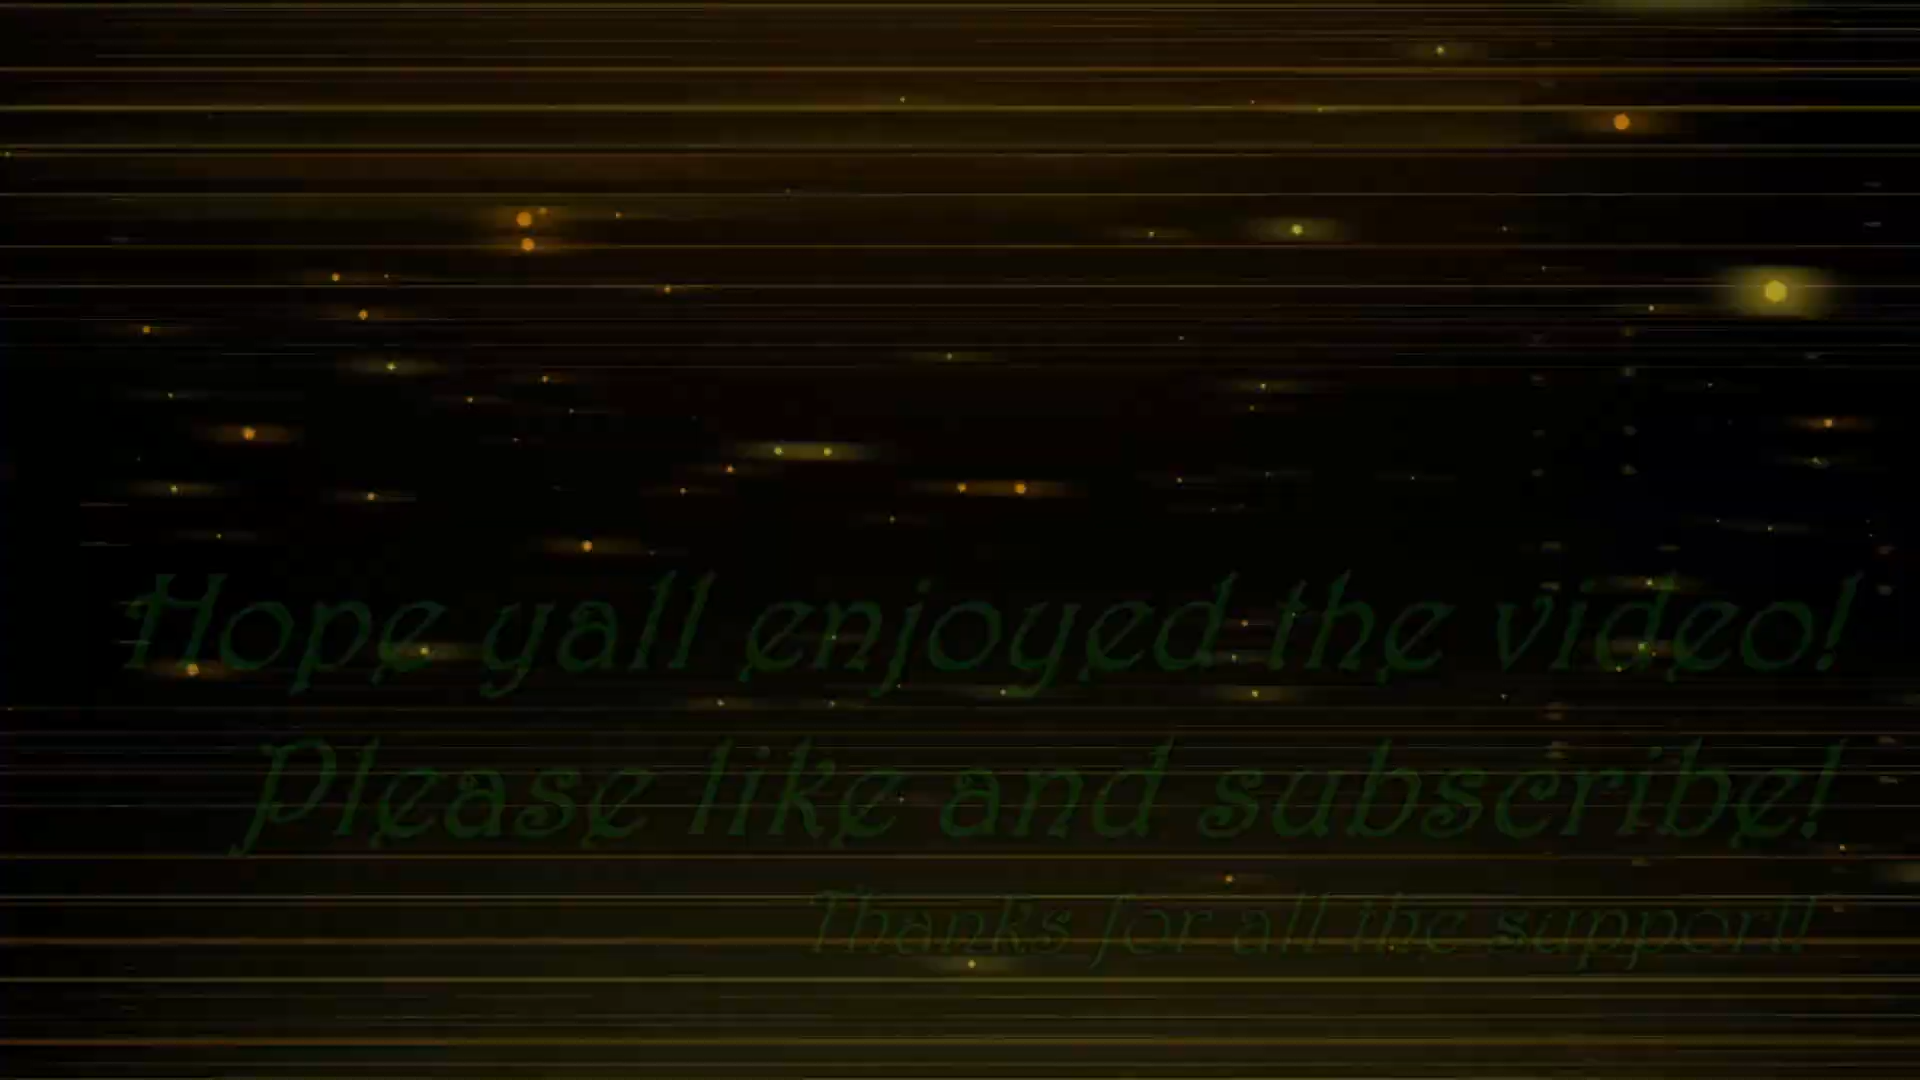 Hope yall enjoyed the video!
Please like and subscribe!
Thanks for all the support!